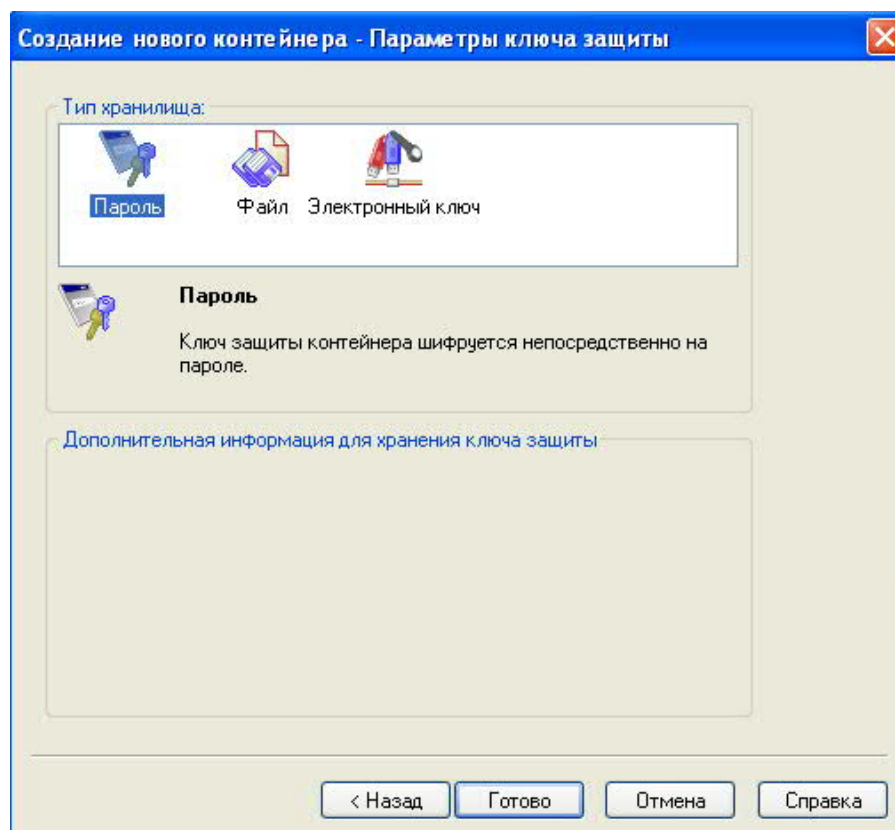 Создание нового контейнера - Параметры ключа защиты
Тип хранилища:
Пароль
Файл
Электронный ключ
Пароль
Ключ защиты контейнера шифруется непосредственно на
пароле.
Дополнительная информация для хранения ключа защиты
< Назад
Готово
Отмена
Справка